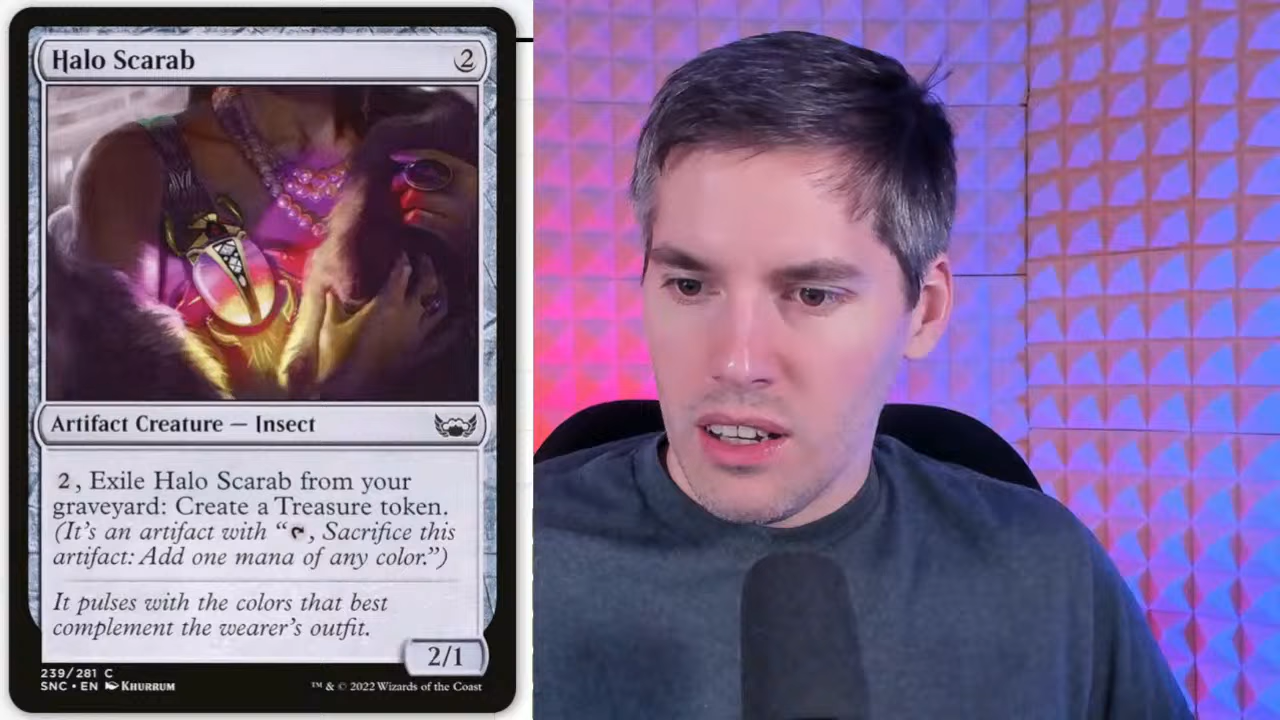 Halo Scarab 2
Artifact Creature — Insect
2, Exile Halo Scarab from your
graveyard: Create a Treasure token.
(It's an artifact with “, Sacrifice this
artifact: Add one mana of any color.”)
It pulses with the colors that best
complement the wearer's outfit.
2/1
239/281 C
SNC • EN Khurrum
™ & © 2022 Wizards of the Coast